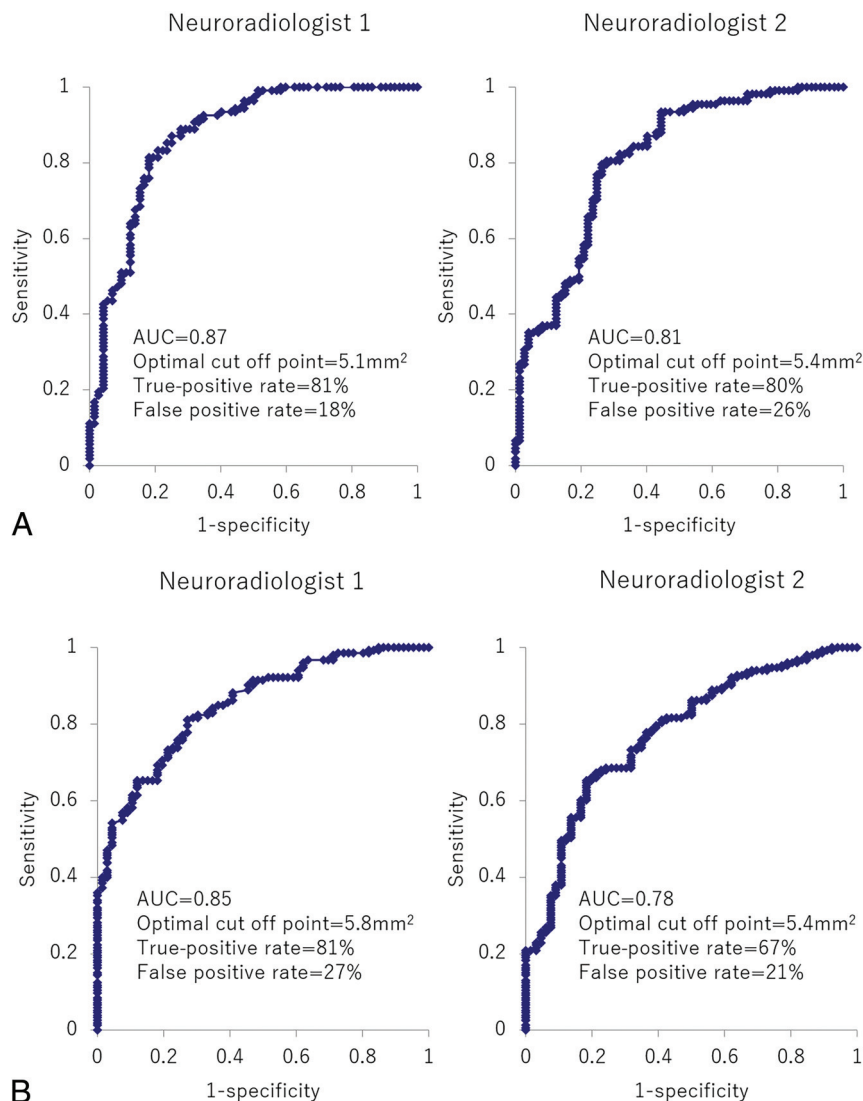 Neuroradiologist 1
Neuroradiologist 2
1
0.8
0.6
0.4
0.2
0
Sensitivity
AUC=0.87
Optimal cut off point=5.1mm²
True-positive rate=81%
False positive rate=18%
0 0.2 0.4 0.6 0.8 1
1-specificity
1
0.8
0.6
0.4
0.2
0
Sensitivity
AUC=0.81
Optimal cut off point=5.4mm²
True-positive rate=80%
False positive rate=26%
0 0.2 0.4 0.6 0.8 1
1-specificity
A
Neuroradiologist 1
Neuroradiologist 2
1
0.8
0.6
0.4
0.2
0
Sensitivity
AUC=0.85
Optimal cut off point=5.8mm²
True-positive rate=81%
False positive rate=27%
0 0.2 0.4 0.6 0.8 1
1-specificity
1
0.8
0.6
0.4
0.2
0
Sensitivity
AUC=0.78
Optimal cut off point=5.4mm²
True-positive rate=67%
False positive rate=21%
0 0.2 0.4 0.6 0.8 1
1-specificity
B